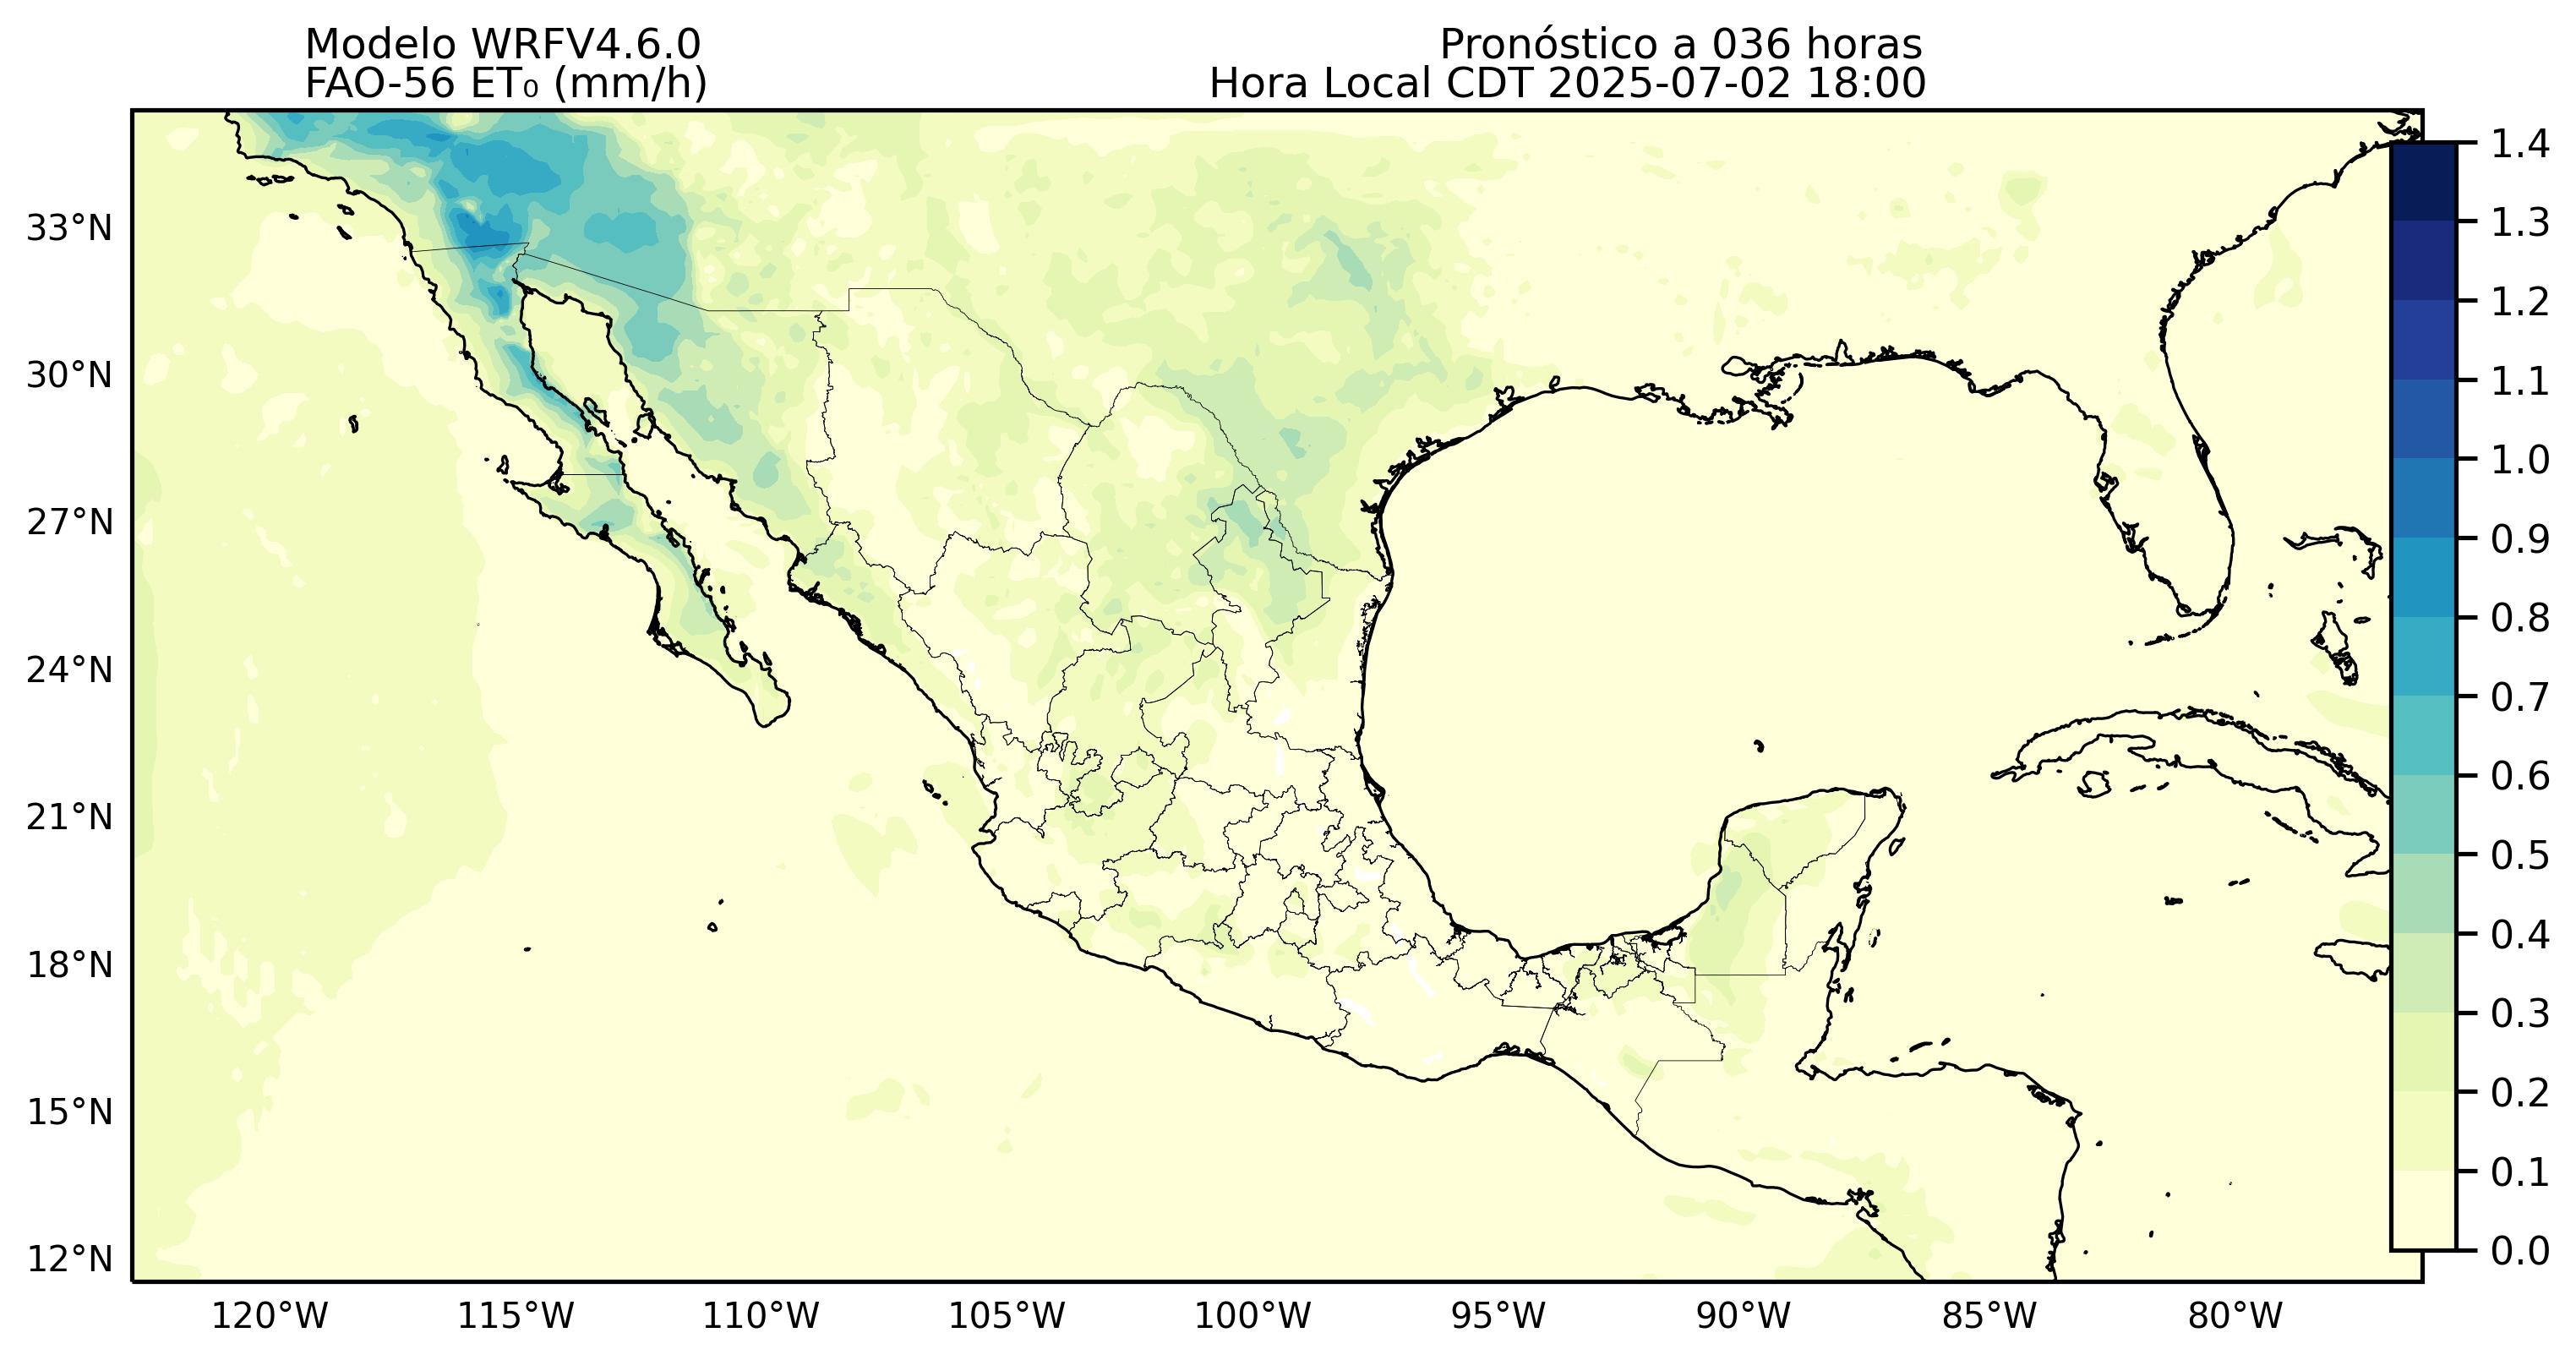 Modelo WRFV4.6.0
FAO-56 ET₀ (mm/h)
Pronóstico a 036 horas
Hora Local CDT 2025-07-02 18:00
33°N
30°N
27°N
24°N
21°N
18°N
15°N
12°N
120°W
115°W
110°W
105°W
100°W
95°W
90°W
85°W
80°W
1.4
1.3
1.2
1.1
1.0
0.9
0.8
0.7
0.6
0.5
0.4
0.3
0.2
0.1
0.0